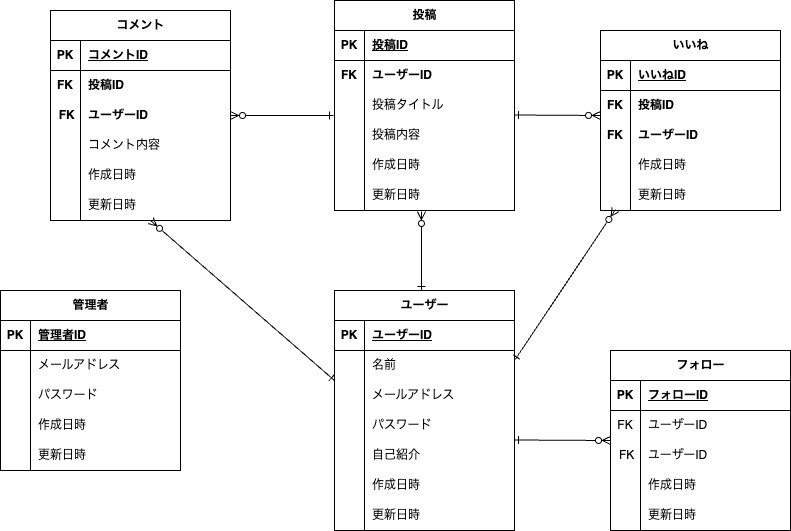 コメント
PK コメントID
FK 投稿ID
FK ユーザーID
コメント内容
作成日時
更新日時
投稿
PK 投稿ID
FK ユーザーID
投稿タイトル
投稿内容
作成日時
更新日時
いいね
PK いいねID
FK 投稿ID
FK ユーザーID
作成日時
更新日時
管理者
PK 管理者ID
メールアドレス
パスワード
作成日時
更新日時
ユーザー
PK ユーザーID
名前
メールアドレス
パスワード
自己紹介
作成日時
更新日時
フォロー
PK フォローID
FK ユーザーID
FK ユーザーID
作成日時
更新日時